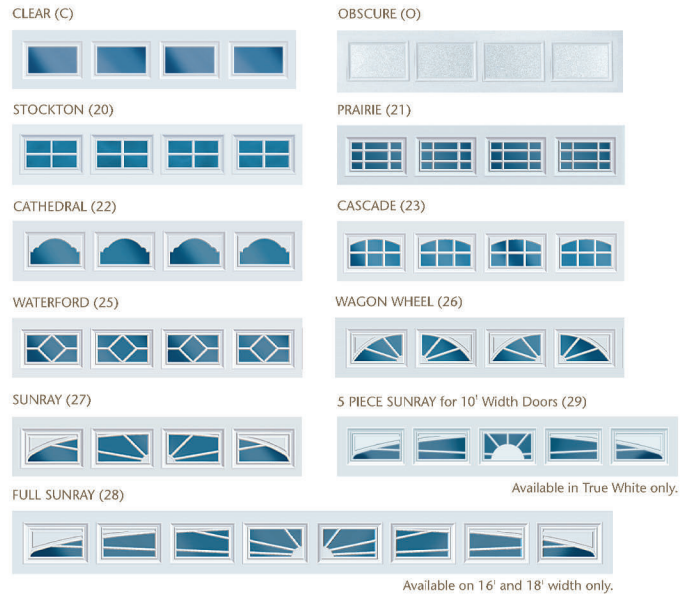 CLEAR (C)
OBSCURE (O)
STOCKTON (20)
PRAIRIE (21)
CATHEDRAL (22)
CASCADE (23)
WATERFORD (25)
WAGON WHEEL (26)
SUNRAY (27)
5 PIECE SUNRAY for 10' Width Doors (29)
Available in True White only.
FULL SUNRAY (28)
Available on 16' and 18' width only.